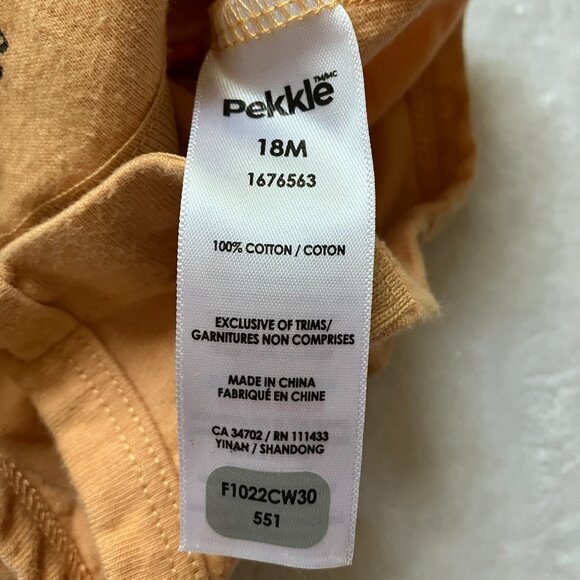 Pekkle TM/MC
18M
1676563
100% COTTON / COTON
EXCLUSIVE OF TRIMS/
GARNITURES NON COMPRISES
MADE IN CHINA
FABRIQUÉ EN CHINE
CA 34702 / RN 111433
YINAN / SHANDONG
F1022CW30
551